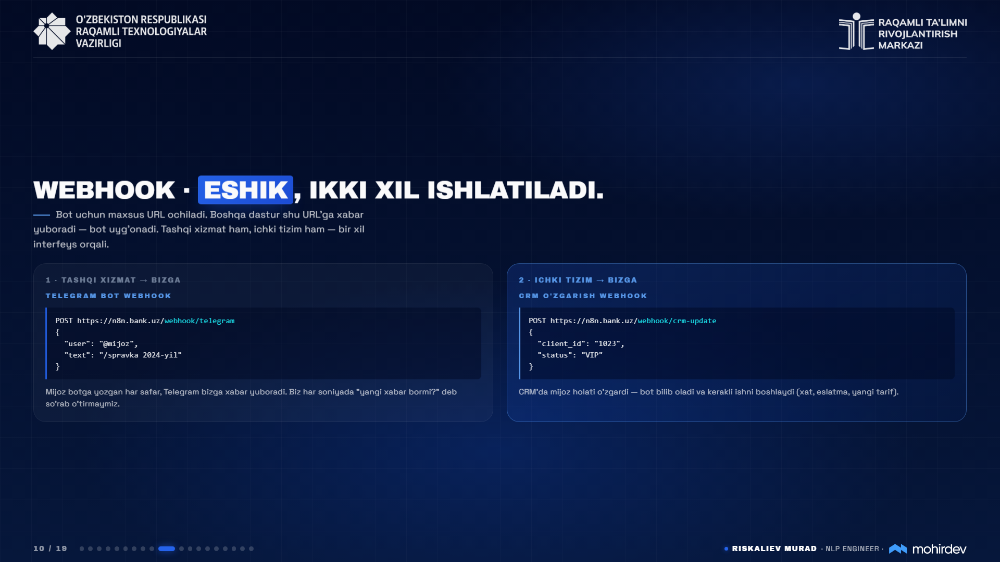 O'ZBEKISTON RESPUBLIKASI
RAQAMLI TEXNOLOGIYALAR
VAZIRLIGI
RAQAMLI TA'LIMNI
RIVOJLANTIRISH
MARKAZI
WEBHOOK · ESHIK, IKKI XIL ISHLATILADI.
— Bot uchun maxsus URL ochiladi. Boshqa dastur shu URL'ga xabar
yuboradi — bot uyg'onadi. Tashqi xizmat ham, ichki tizim ham — bir xil
interfeys orqali.
1 · TASHQI XIZMAT → BIZGA
TELEGRAM BOT WEBHOOK
POST https://n8n.bank.uz/webhook/telegram
{
  "user": "@mijoz",
  "text": "/spravka 2024-yil"
}
Mijoz botga yozgan har safar, Telegram bizga xabar yuboradi. Biz har soniyada "yangi xabar bormi?" deb
so'rab o'tirmaymiz.
2 · ICHKI TIZIM → BIZGA
CRM O'ZGARISH WEBHOOK
POST https://n8n.bank.uz/webhook/crm-update
{
  "client_id": "1023",
  "status": "VIP"
}
CRM'da mijoz holati o'zgardi — bot bilib oladi va kerakli ishni boshlaydi (xat, eslatma, yangi tarif).
10 / 19
RISKALIEV MURAD · NLP ENGINEER · mohirdev